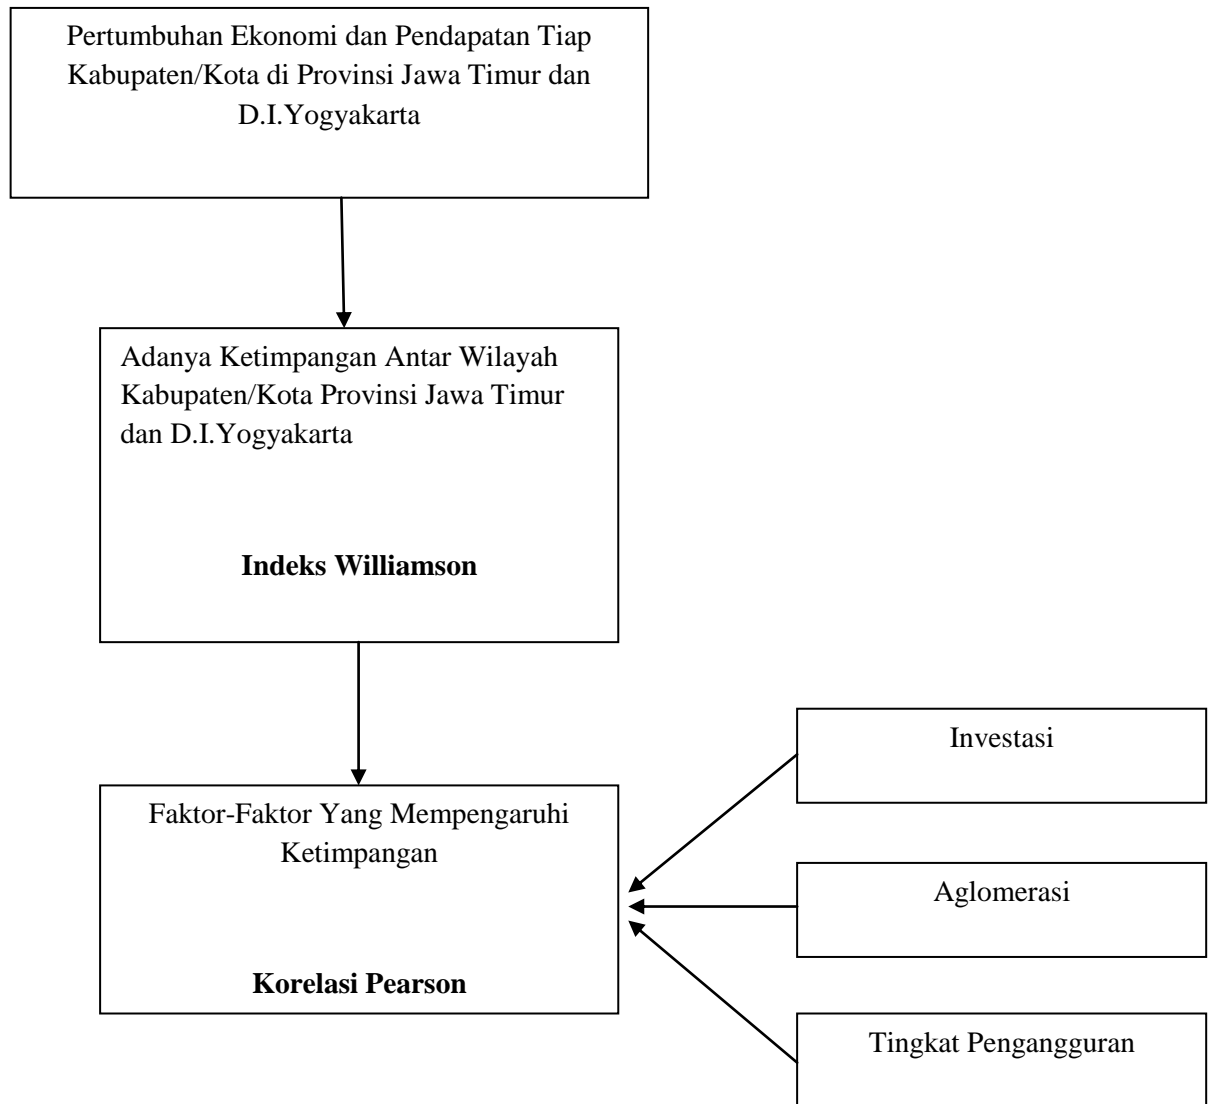 Pertumbuhan Ekonomi dan Pendapatan Tiap
Kabupaten/Kota di Provinsi Jawa Timur dan
D.I.Yogyakarta
Adanya Ketimpangan Antar Wilayah
Kabupaten/Kota Provinsi Jawa Timur
dan D.I.Yogyakarta
Indeks Williamson
Faktor-Faktor Yang Mempengaruhi
Ketimpangan
Korelasi Pearson
Investasi
Aglomerasi
Tingkat Pengangguran